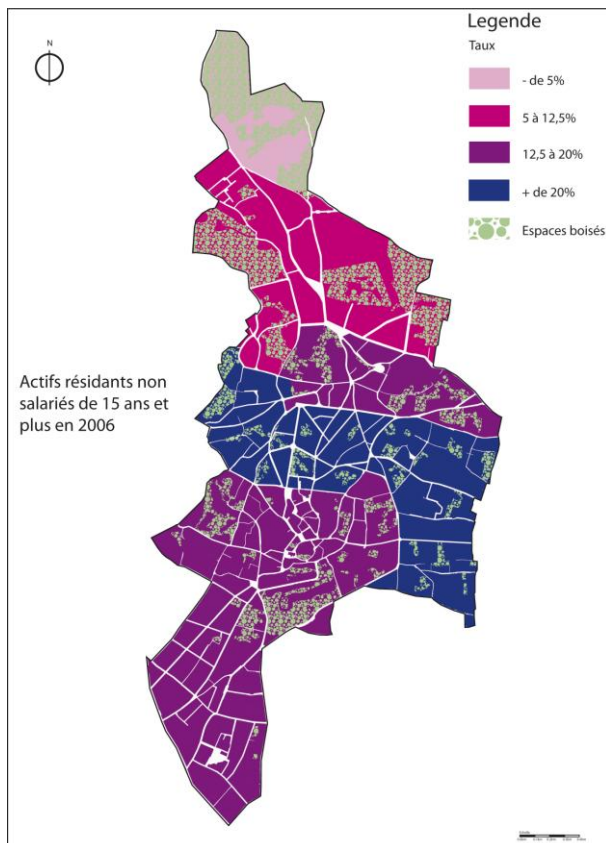 N
Legende
Taux
- de 5%
5 à 12,5%
12,5 à 20%
+ de 20%
Espaces boisés
Actifs résidants non
salariés de 15 ans et
plus en 2006